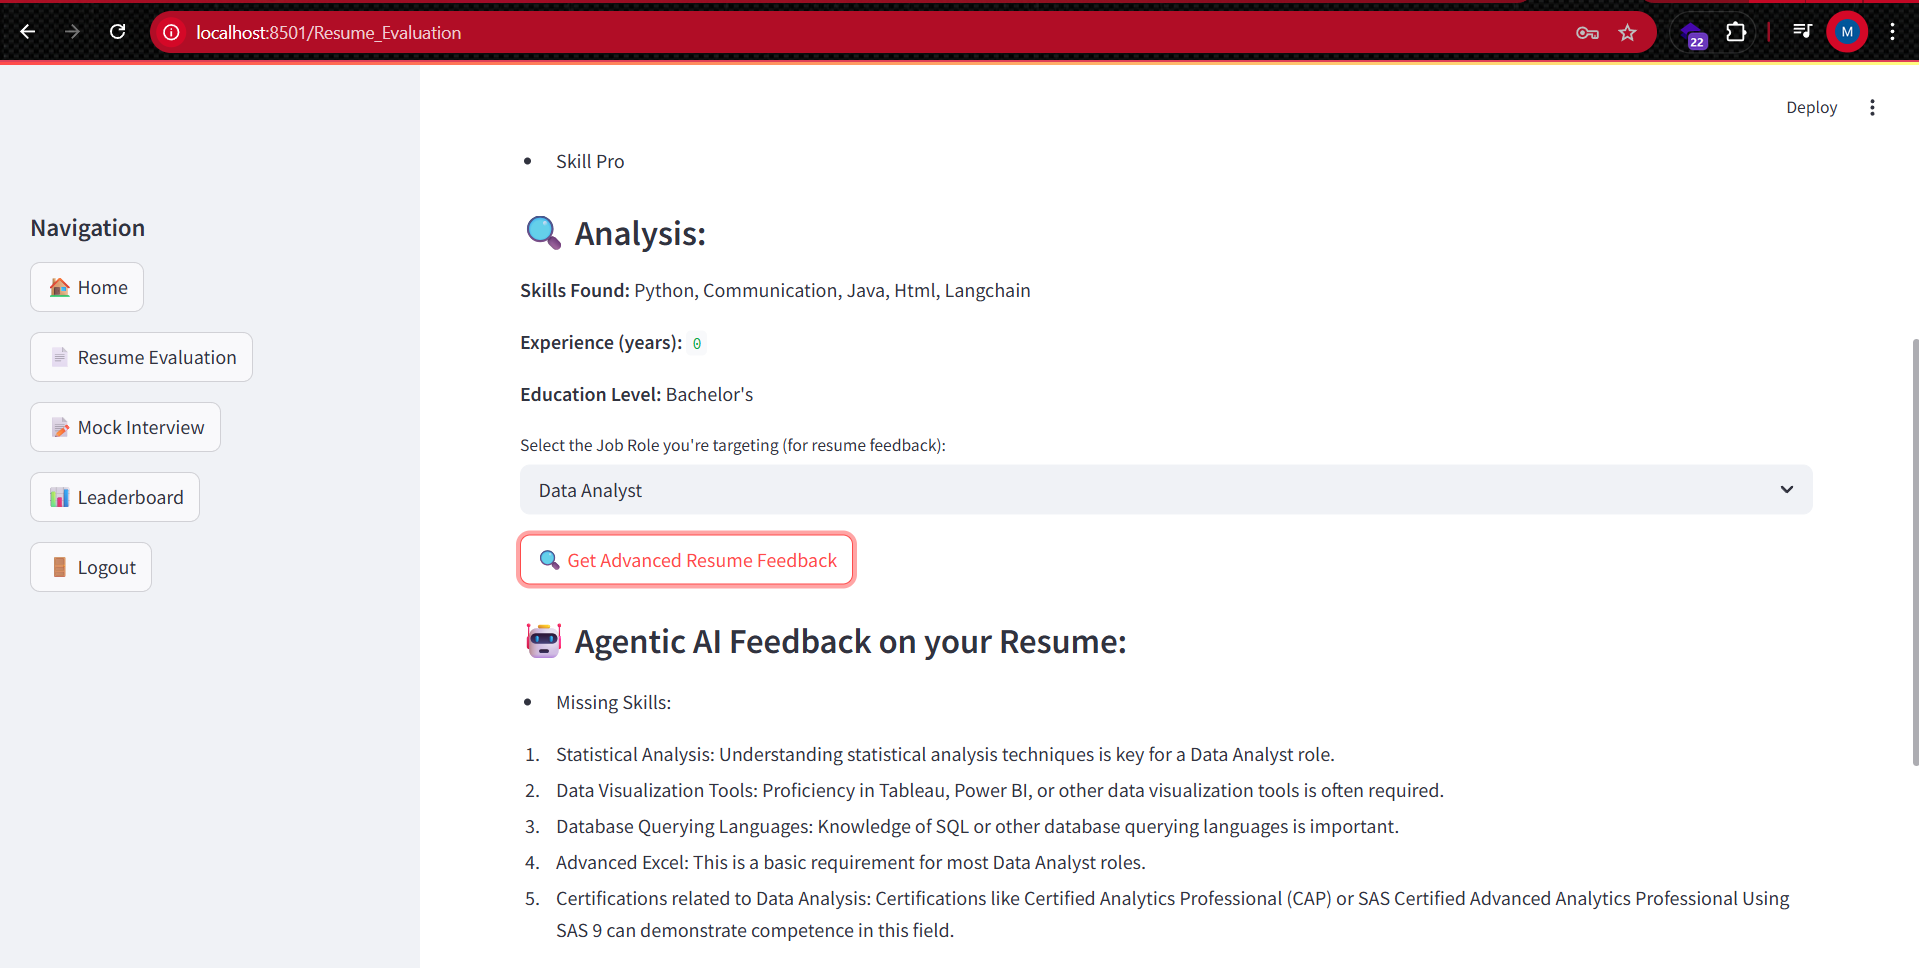 localhost:8501/Resume_Evaluation
22
M
Deploy
Navigation
Home
Resume Evaluation
Mock Interview
Leaderboard
Logout
• Skill Pro
Analysis:
Skills Found: Python, Communication, Java, Html, Langchain
Experience (years): 0
Education Level: Bachelor's
Select the Job Role you're targeting (for resume feedback):
Data Analyst
Get Advanced Resume Feedback
Agentic AI Feedback on your Resume:
• Missing Skills:
1. Statistical Analysis: Understanding statistical analysis techniques is key for a Data Analyst role.
2. Data Visualization Tools: Proficiency in Tableau, Power BI, or other data visualization tools is often required.
3. Database Querying Languages: Knowledge of SQL or other database querying languages is important.
4. Advanced Excel: This is a basic requirement for most Data Analyst roles.
5. Certifications related to Data Analysis: Certifications like Certified Analytics Professional (CAP) or SAS Certified Advanced Analytics Professional Using
SAS 9 can demonstrate competence in this field.